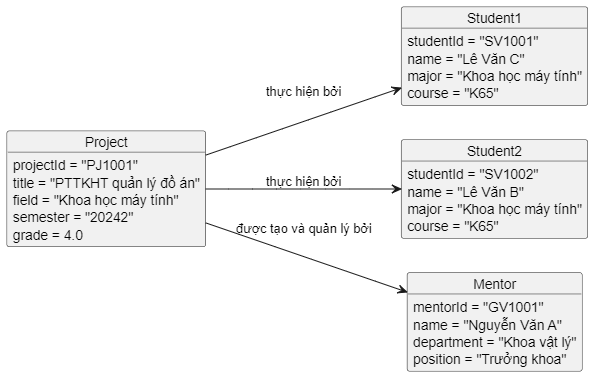 Student1
studentId = "SV1001"
name = "Lê Văn C"
major = "Khoa học máy tính"
course = "K65"
thực hiện bởi
Project
projectId = "PJ1001"
title = "PTTKHT quản lý đồ án"
field = "Khoa học máy tính"
semester = "20242"
grade = 4.0
thực hiện bởi
Student2
studentId = "SV1002"
name = "Lê Văn B"
major = "Khoa học máy tính"
course = "K65"
được tạo và quản lý bởi
Mentor
mentorId = "GV1001"
name = "Nguyễn Văn A"
department = "Khoa vật lý"
position = "Trưởng khoa"